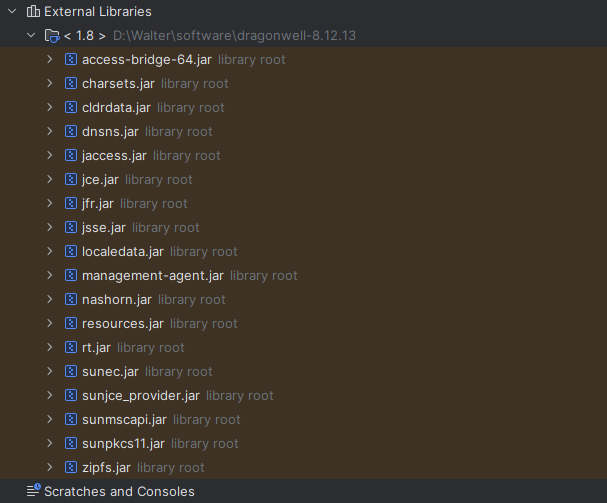 External Libraries
< 1.8 > D:\Walter\software\dragonwell-8.12.13
access-bridge-64.jar library root
charsets.jar library root
cldrdata.jar library root
dnsns.jar library root
jaccess.jar library root
jce.jar library root
jfr.jar library root
jsse.jar library root
localedata.jar library root
management-agent.jar library root
nashorn.jar library root
resources.jar library root
rt.jar library root
sunec.jar library root
sunjce_provider.jar library root
sunmscapi.jar library root
sunpkcs11.jar library root
zipfs.jar library root
Scratches and Consoles